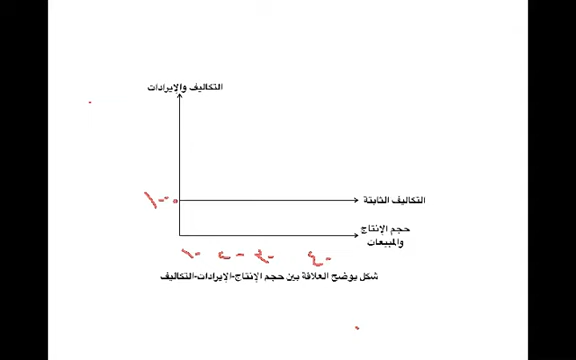 التكاليف والإيرادات
التكاليف الثابتة
حجم الإنتاج
والمبيعات
شكل يوضح العلاقة بين حجم الإنتاج-الإيرادات-التكاليف